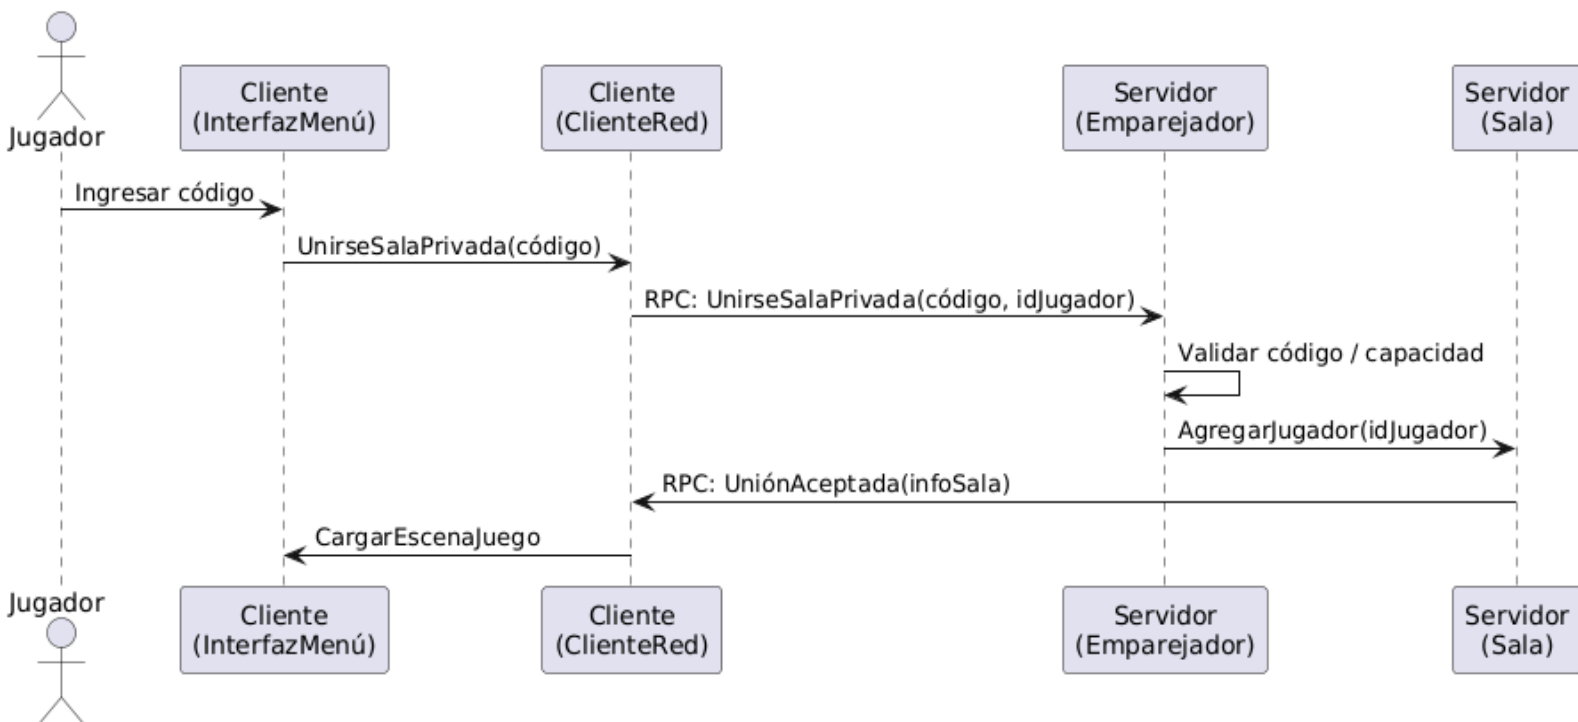 Jugador
Cliente
(InterfazMenú)
Cliente
(ClienteRed)
Servidor
(Emparejador)
Servidor
(Sala)
Ingresar código
UnirseSalaPrivada(código)
RPC: UnirseSalaPrivada(código, idJugador)
Validar código / capacidad
AgregarJugador(idJugador)
RPC: UniónAceptada(infoSala)
CargarEscenaJuego
Jugador
Cliente
(InterfazMenú)
Cliente
(ClienteRed)
Servidor
(Emparejador)
Servidor
(Sala)